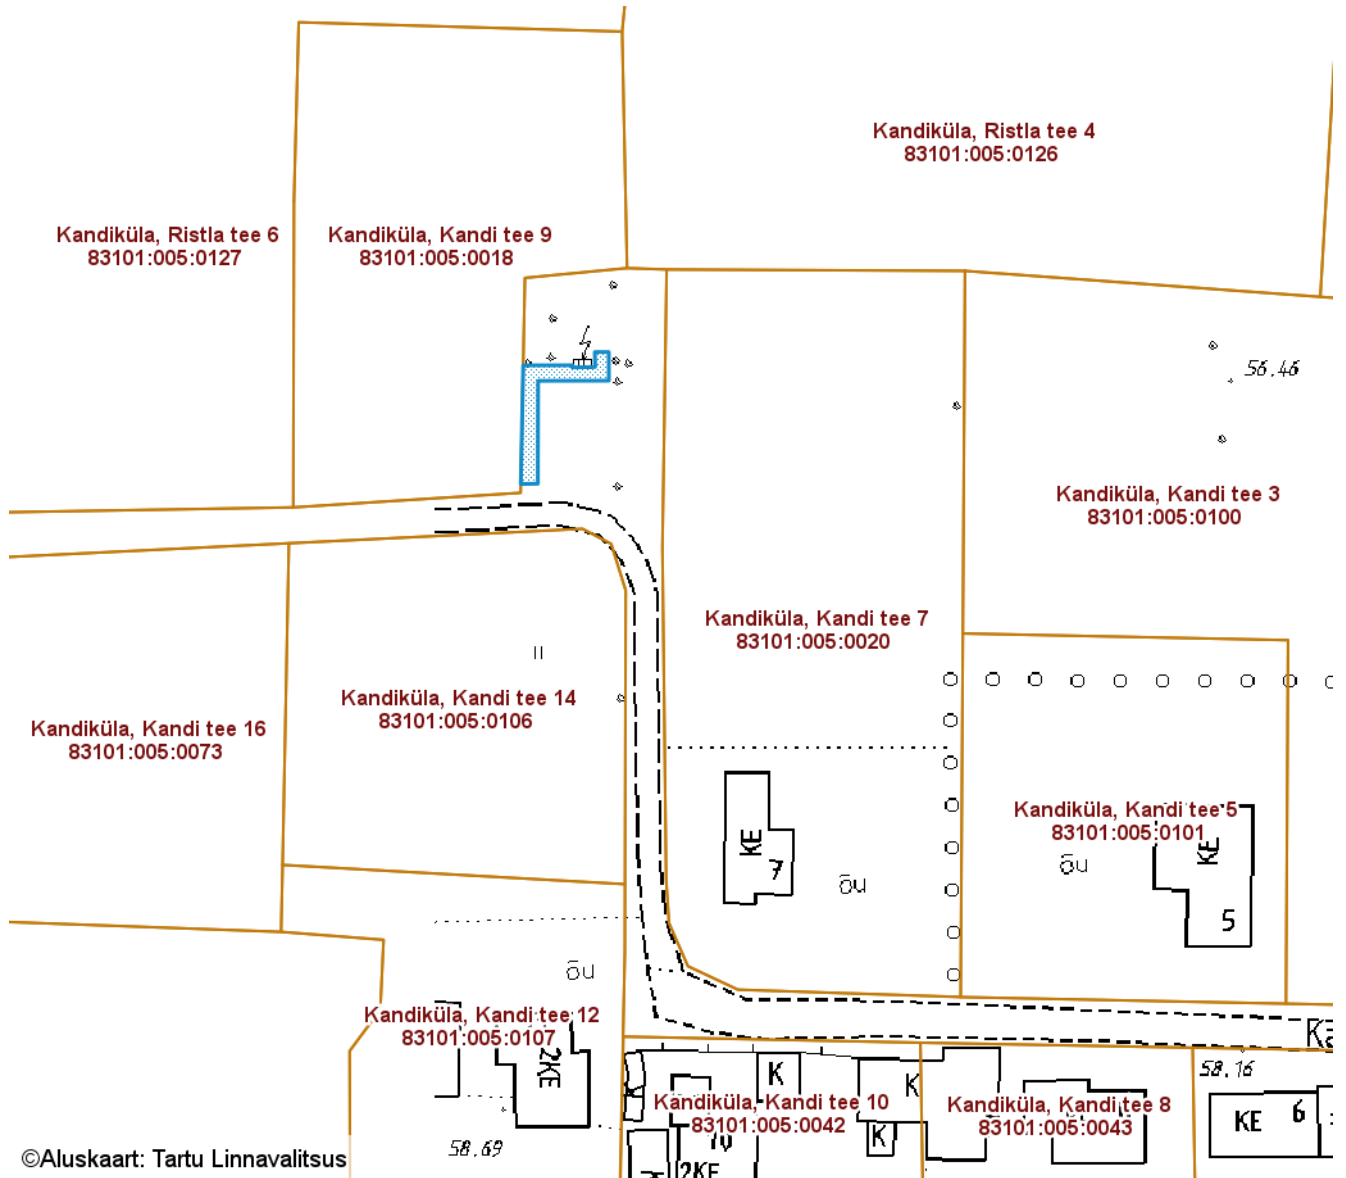 Kandiküla, Ristla tee 4
83101:005:0126
Kandiküla, Ristla tee 6
83101:005:0127
Kandiküla, Kandi tee 9
83101:005:0018
56.46
Kandiküla, Kandi tee 3
83101:005:0100
Kandiküla, Kandi tee 7
83101:005:0020
Kandiküla, Kandi tee 14
83101:005:0106
Kandiküla, Kandi tee 16
83101:005:0073
Kandiküla, Kandi tee 5
83101:005:0101
KE
7
KE
5
õu
õu
õu
Kandiküla, Kandi tee 12
83101:005:0107
2KE
58.69
K
K
K
K
Kandiküla, Kandi tee 10
83101:005:0042
10
2KE
Kandiküla, Kandi tee 8
83101:005:0043
58.16
KE
6
©Aluskaart: Tartu Linnavalitsus